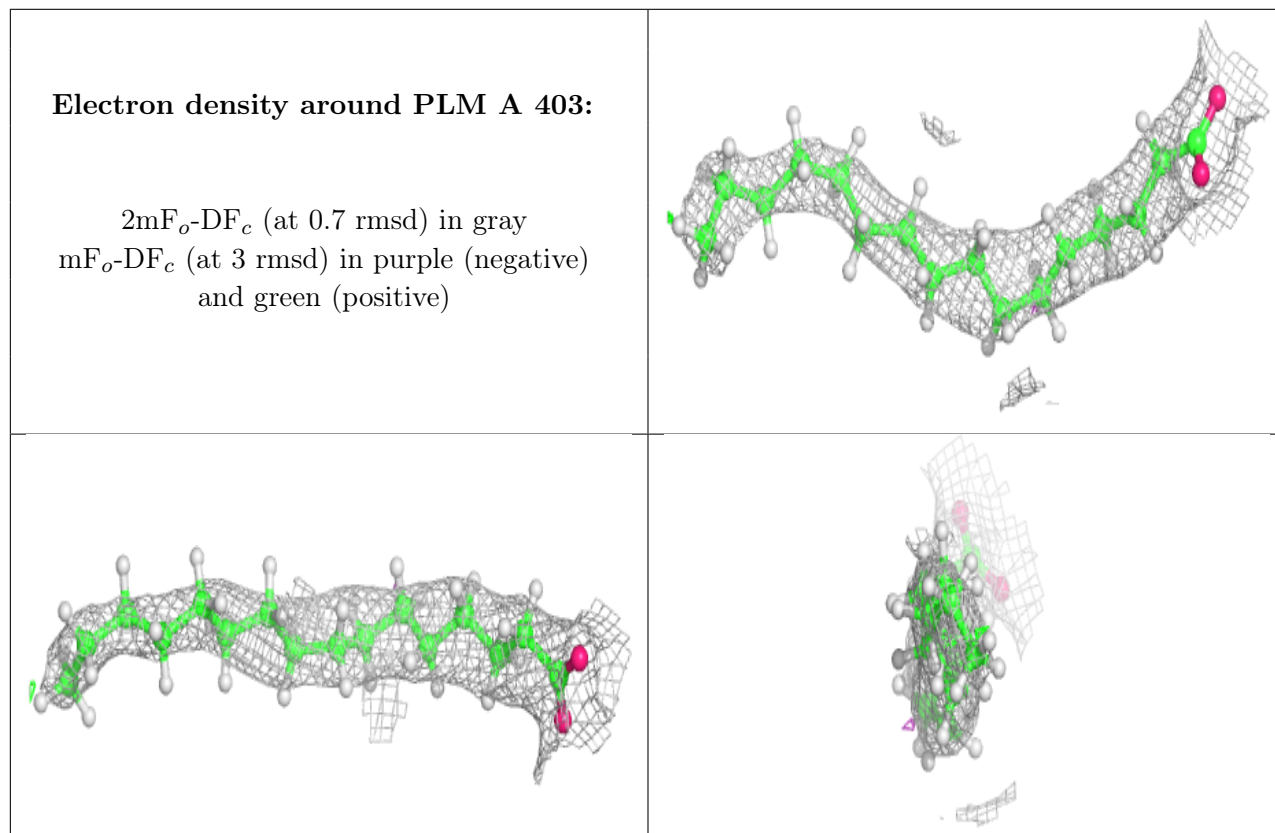 Electron density around PLM A 403:
2mFₒ-DF𝒸 (at 0.7 rmsd) in gray
mFₒ-DF𝒸 (at 3 rmsd) in purple (negative)
and green (positive)